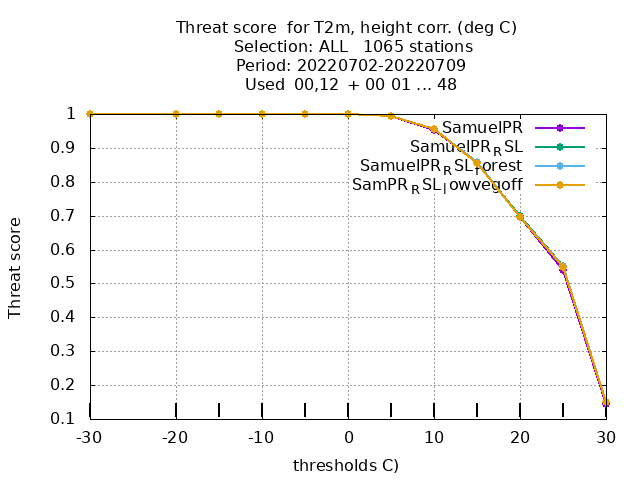 Threat score  for T2m, height corr. (deg C)
Selection: ALL   1065 stations
Period: 20220702-20220709
Used  00,12  + 00 01 ... 48
1
0.9
0.8
0.7
0.6
0.5
0.4
0.3
0.2
0.1
Threat score
SamuelPR
SamuelPR_RSL
SamuelPR_RSL_forest
SamPR_RSL_lowvegoff
-30
-20
-10
0
10
20
30
thresholds C)